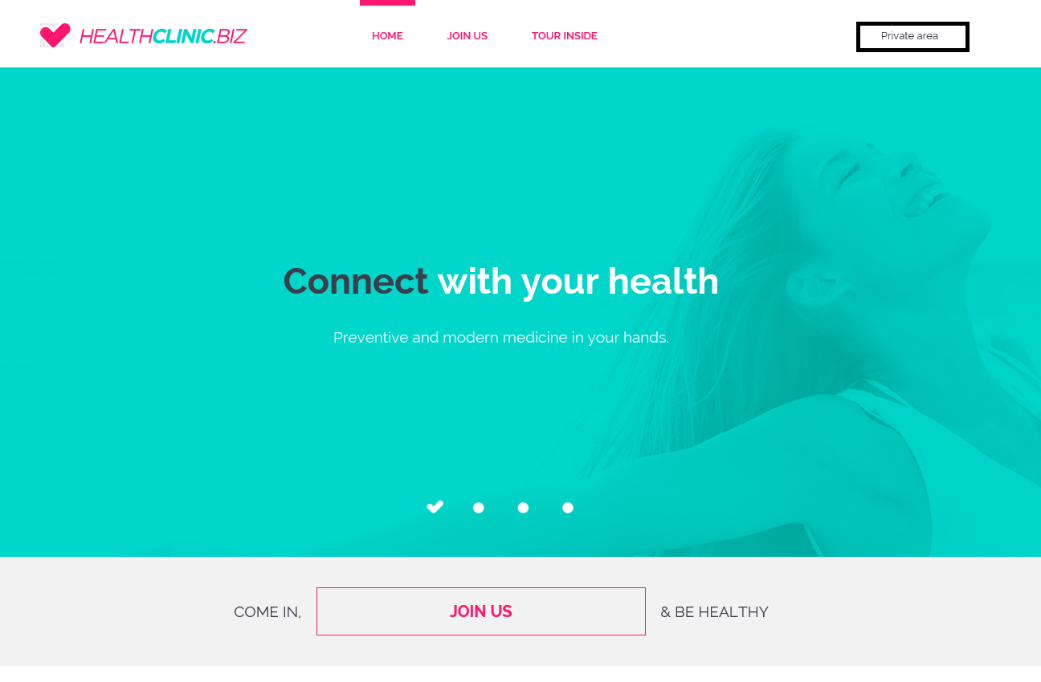 HEALTHCLINIC.BIZ
HOME
JOIN US
TOUR INSIDE
Private area
Connect with your health
Preventive and modern medicine in your hands.
COME IN,
JOIN US
& BE HEALTHY